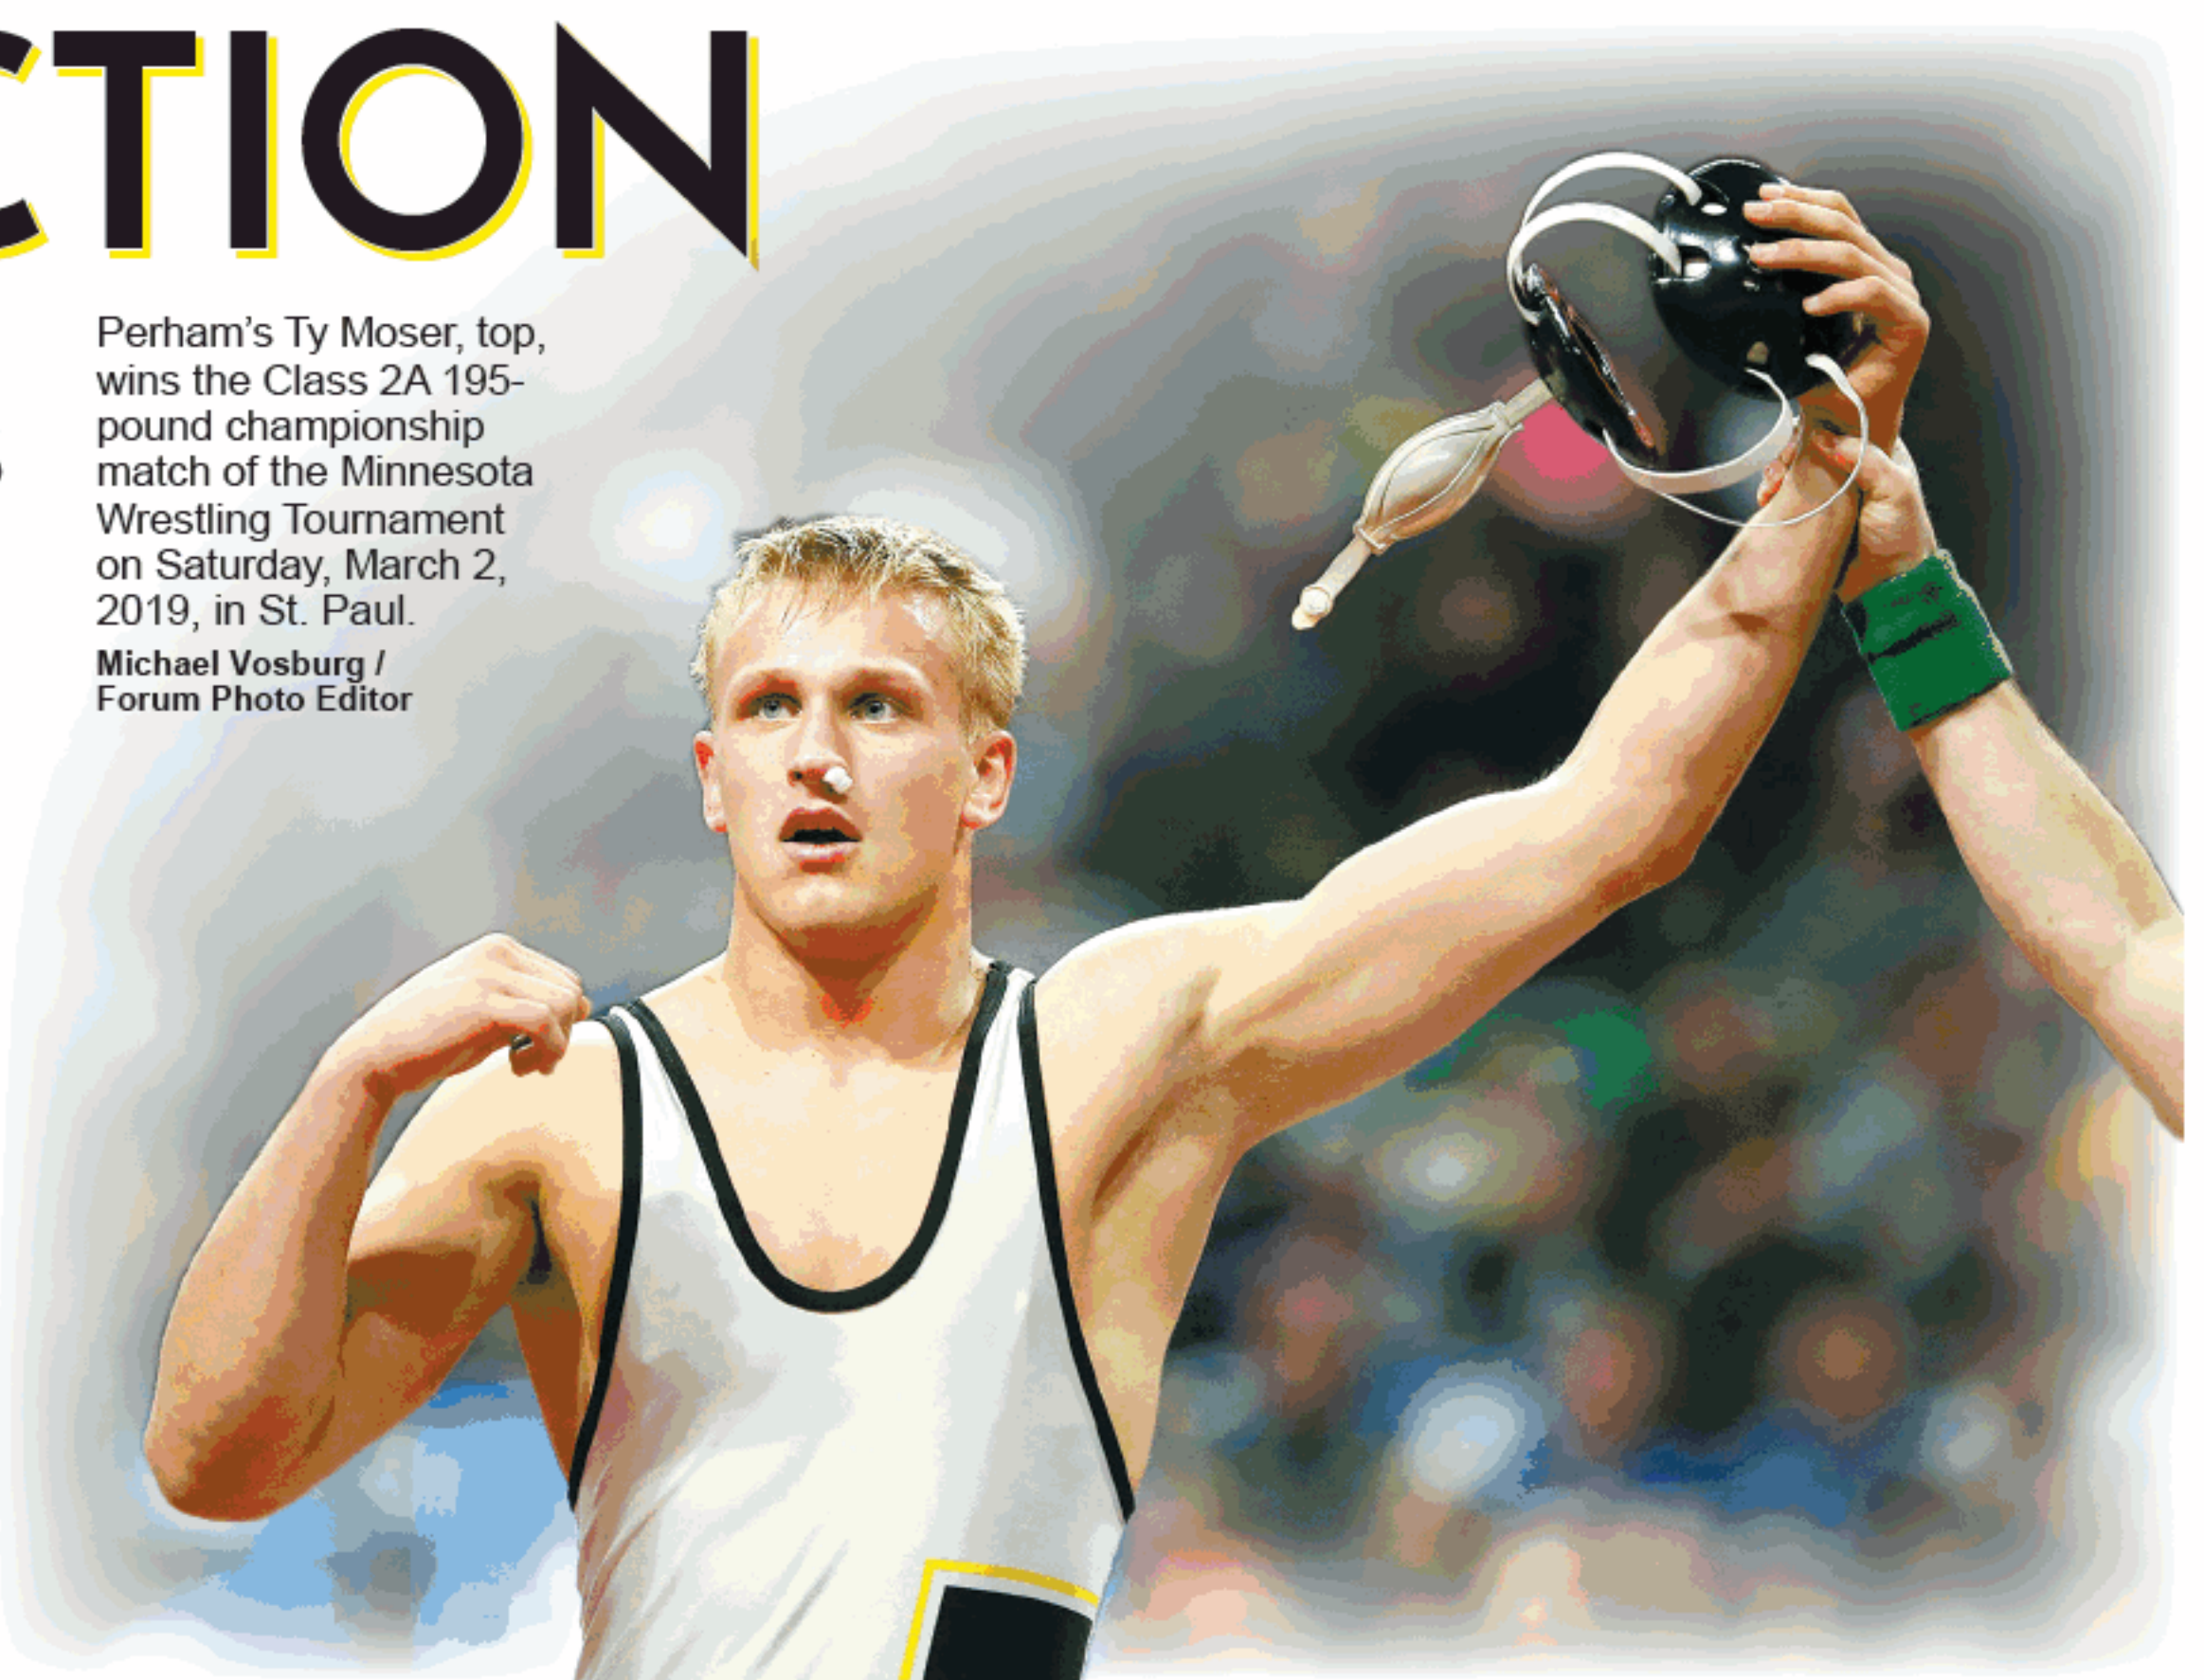 CTION
Perham's Ty Moser, top,
wins the Class 2A 195-
pound championship
match of the Minnesota
Wrestling Tournament
on Saturday, March 2,
2019, in St. Paul.
Michael Vosburg /
Forum Photo Editor